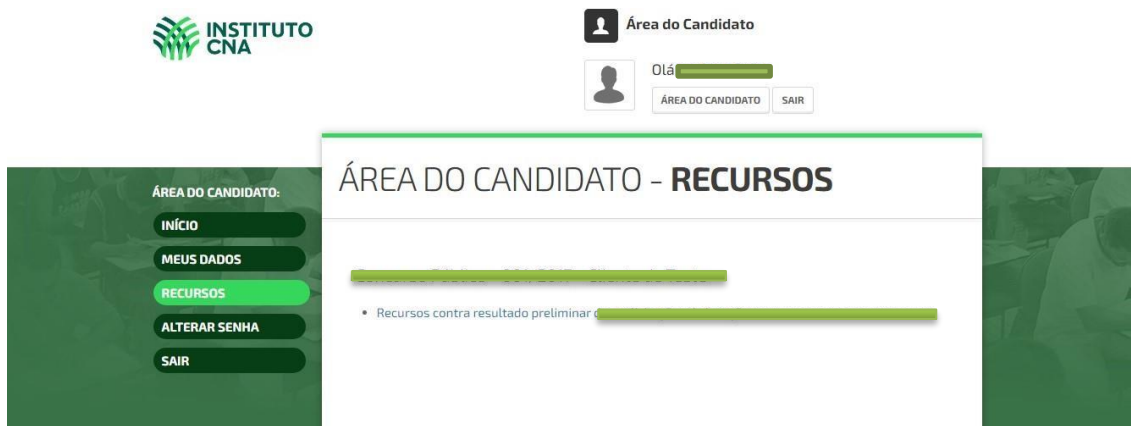 INSTITUTO
CNA
Área do Candidato
Olá
ÁREA DO CANDIDATO SAIR
ÁREA DO CANDIDATO - RECURSOS
ÁREA DO CANDIDATO:
INÍCIO
MEUS DADOS
RECURSOS
ALTERAR SENHA
SAIR
• Recursos contra resultado preliminar